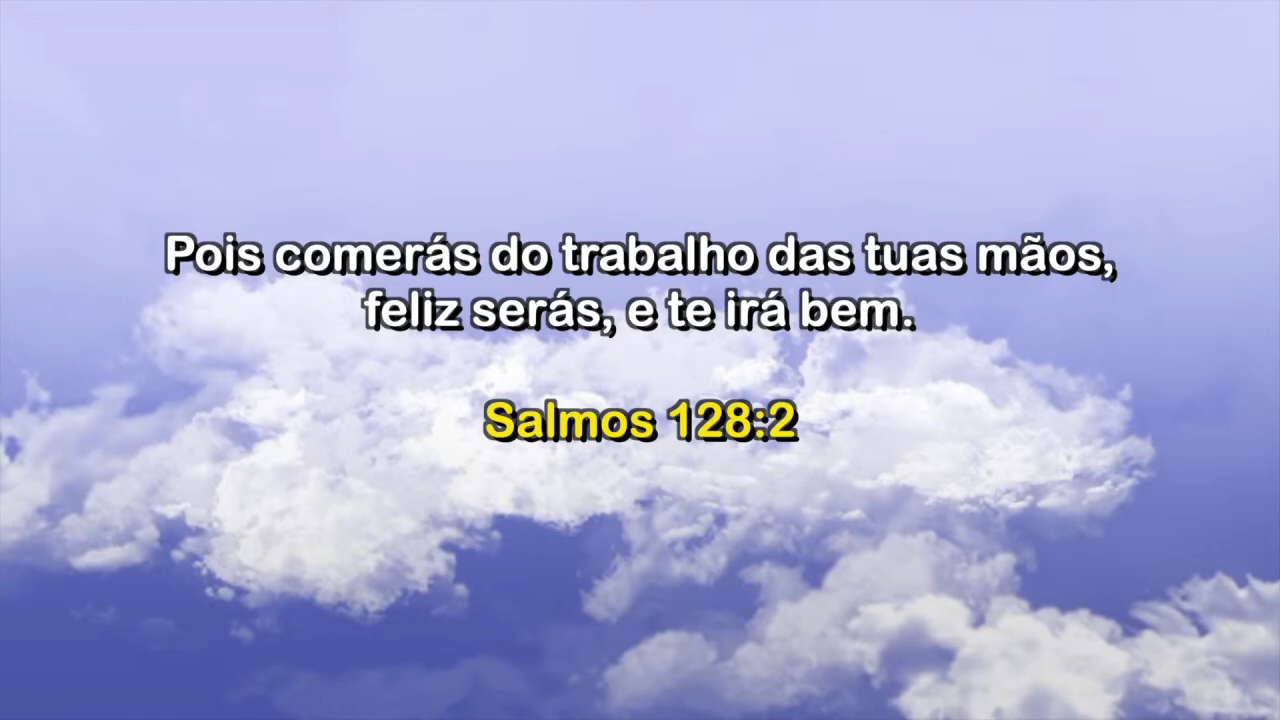 Pois comerás do trabalho das tuas mãos,
feliz serás, e te irá bem.
Salmos 128:2